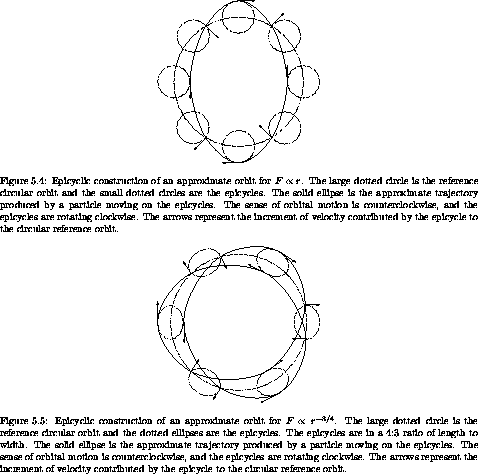 Figure 5.4: Epicyclic construction of an approximate orbit for F ∝ r. The large dotted circle is the reference
circular orbit and the small dotted circles are the epicycles. The solid ellipse is the approximate trajectory
produced by a particle moving on the epicycles. The sense of orbital motion is counterclockwise, and the
epicycles are rotating clockwise. The arrows represent the increment of velocity contributed by the epicycle to
the circular reference orbit.
Figure 5.5: Epicyclic construction of an approximate orbit for F ∝ r^{-3/4}. The large dotted circle is the
reference circular orbit and the dotted ellipses are the epicycles. The epicycles are in a 4:3 ratio of length to
width. The solid ellipse is the approximate trajectory produced by a particle moving on the epicycles. The
sense of orbital motion is counterclockwise, and the epicycles are rotating clockwise. The arrows represent the
increment of velocity contributed by the epicycle to the circular reference orbit.